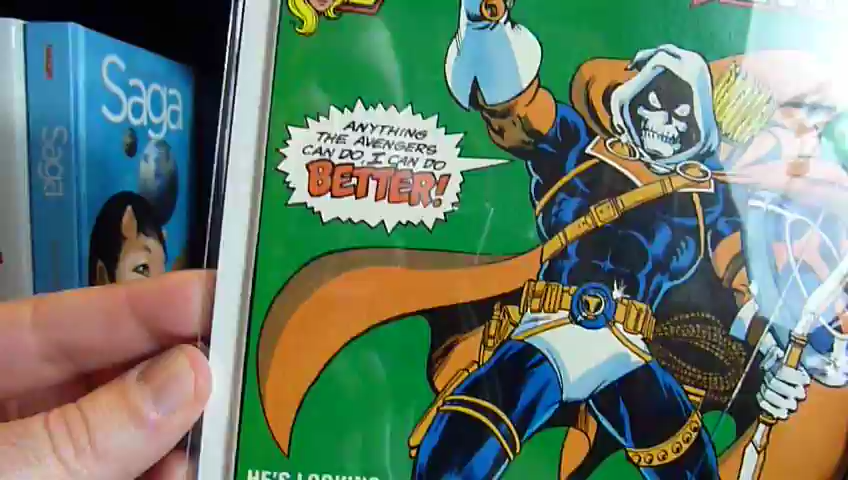 Saga
Saga
ANYTHING
THE AVENGERS
CAN DO, I CAN DO
BETTER!
HE'S LOOKING